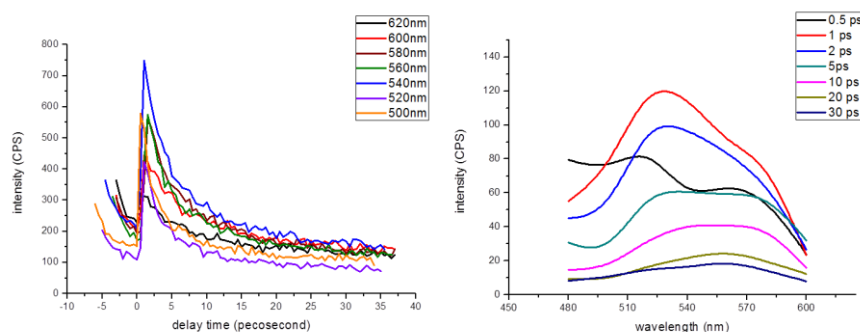 620nm
600nm
580nm
560nm
540nm
520nm
500nm
800
700
600
500
400
300
200
100
0
-10 -5 0 5 10 15 20 25 30 35 40
intensity (CPS)
delay time (pecosecond)
0.5 ps
1 ps
2 ps
5ps
10 ps
20 ps
30 ps
140
120
100
80
60
40
20
0
450 480 510 540 570 600
intensity (CPS)
wavelength (nm)